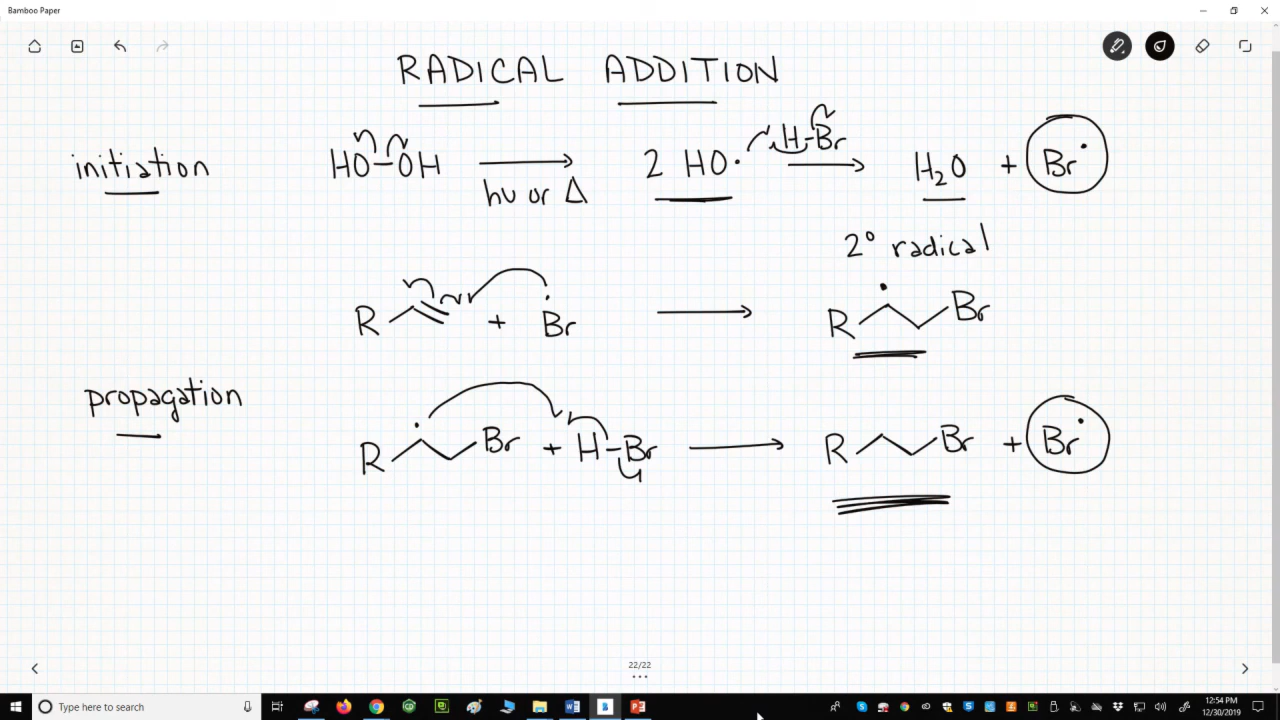 Bamboo Paper
RADICAL ADDITION
initiation
HO–OH
hν or Δ
2 HO·
H–Br
H₂O + Br·
2° radical
R + Br·
R Br
propagation
R Br + H–Br
R Br + Br·
22/22
Type here to search
12:54 PM
12/30/2019